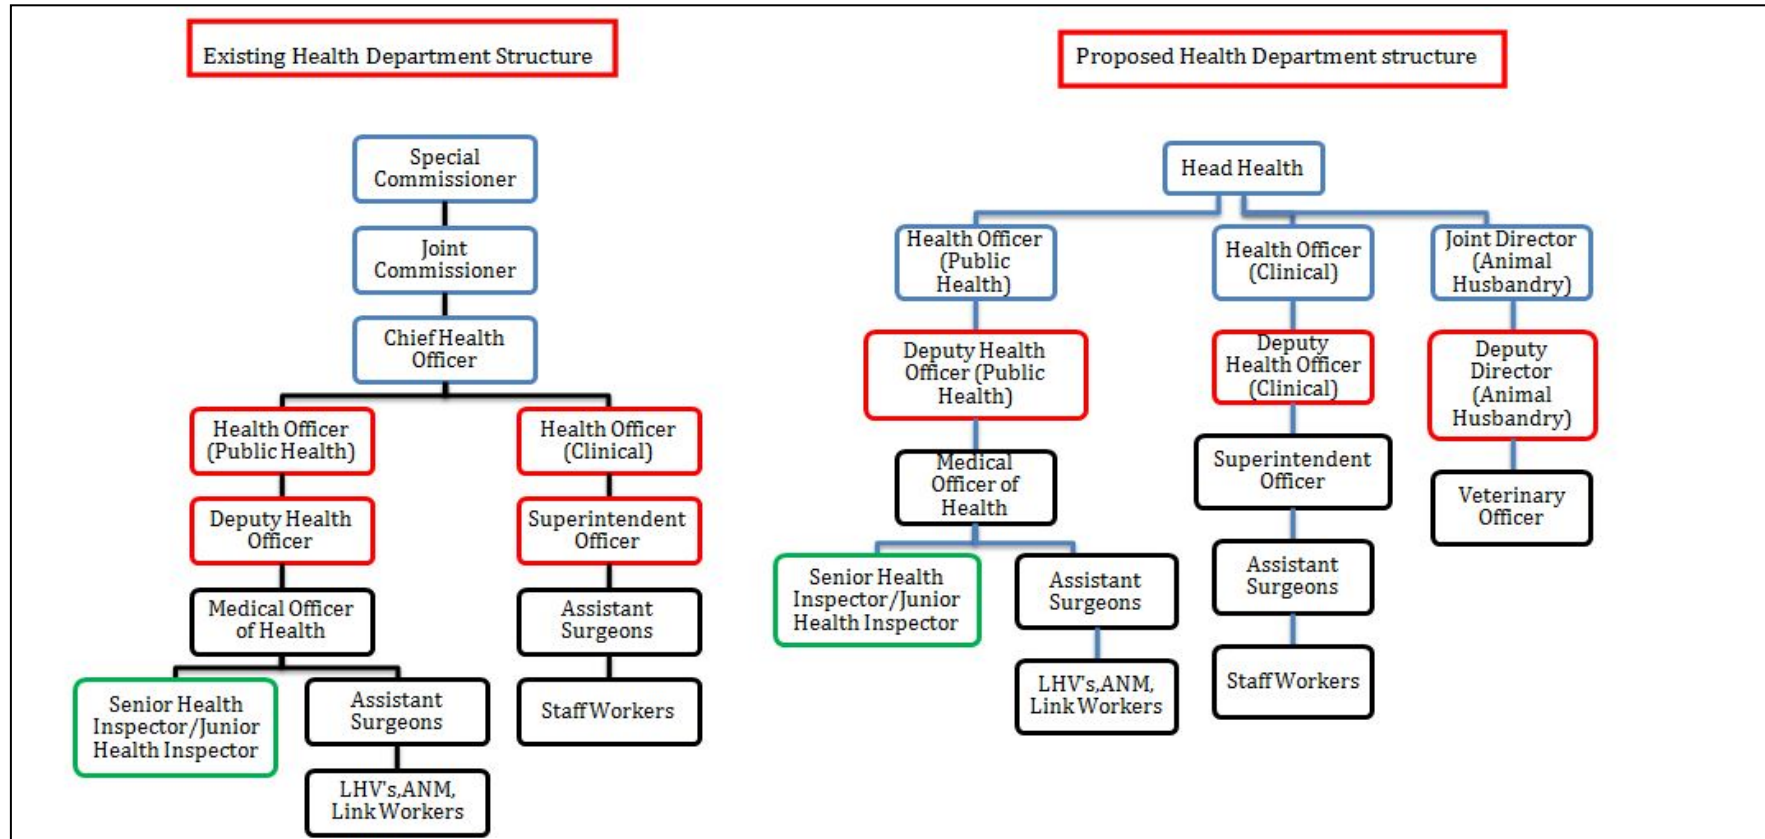 Existing Health Department Structure
Special
Commissioner
Joint
Commissioner
Chief Health
Officer
Health Officer
(Public Health)
Health Officer
(Clinical)
Deputy Health
Officer
Superintendent
Officer
Medical Officer
of Health
Assistant
Surgeons
Senior Health
Inspector/Junior
Health Inspector
Assistant
Surgeons
Staff Workers
LHV's,ANM,
Link Workers
Proposed Health Department structure
Head Health
Health Officer
(Public
Health)
Health Officer
(Clinical)
Joint Director
(Animal
Husbandry)
Deputy Health
Officer (Public
Health)
Deputy
Health Officer
(Clinical)
Deputy
Director
(Animal
Husbandry)
Medical
Officer of
Health
Superintendent
Officer
Veterinary
Officer
Senior Health
Inspector/Junior
Health Inspector
Assistant
Surgeons
Assistant
Surgeons
LHV's,ANM,
Link Workers
Staff Workers